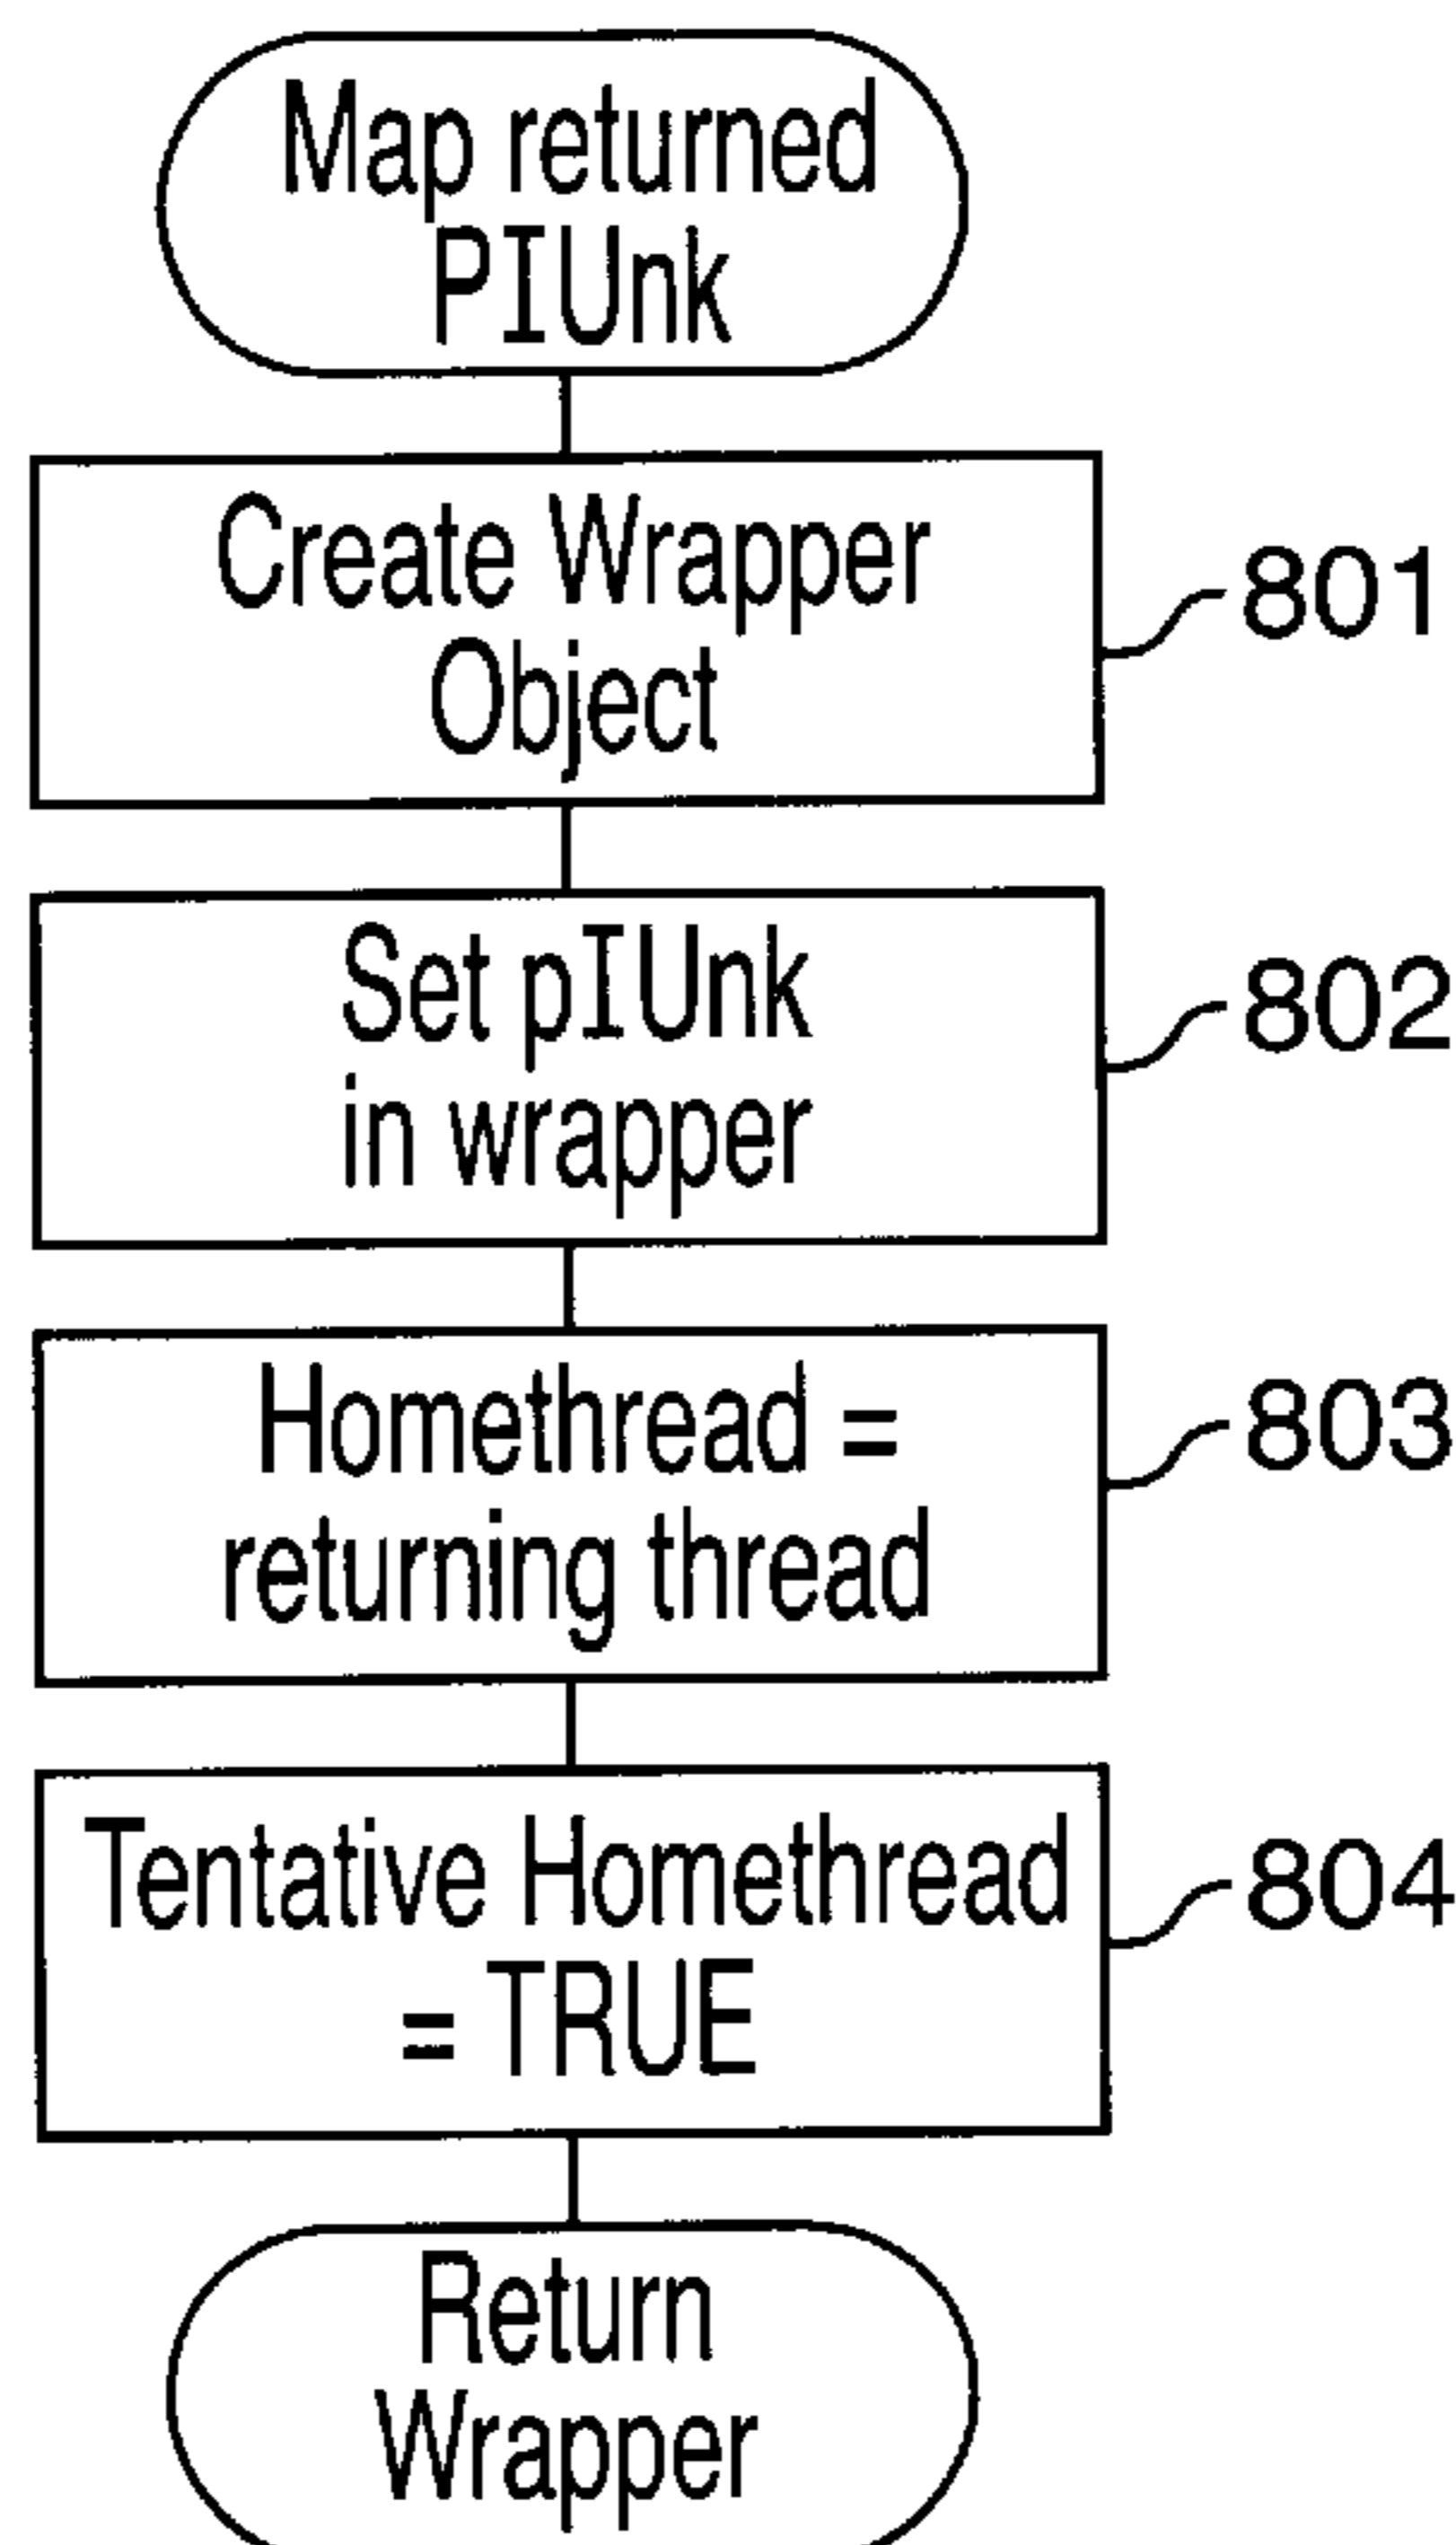 Map returned
PIUnk
Create Wrapper
Object
801
Set pIUnk
in wrapper
802
Homethread =
returning thread
803
Tentative Homethread
= TRUE
804
Return
Wrapper